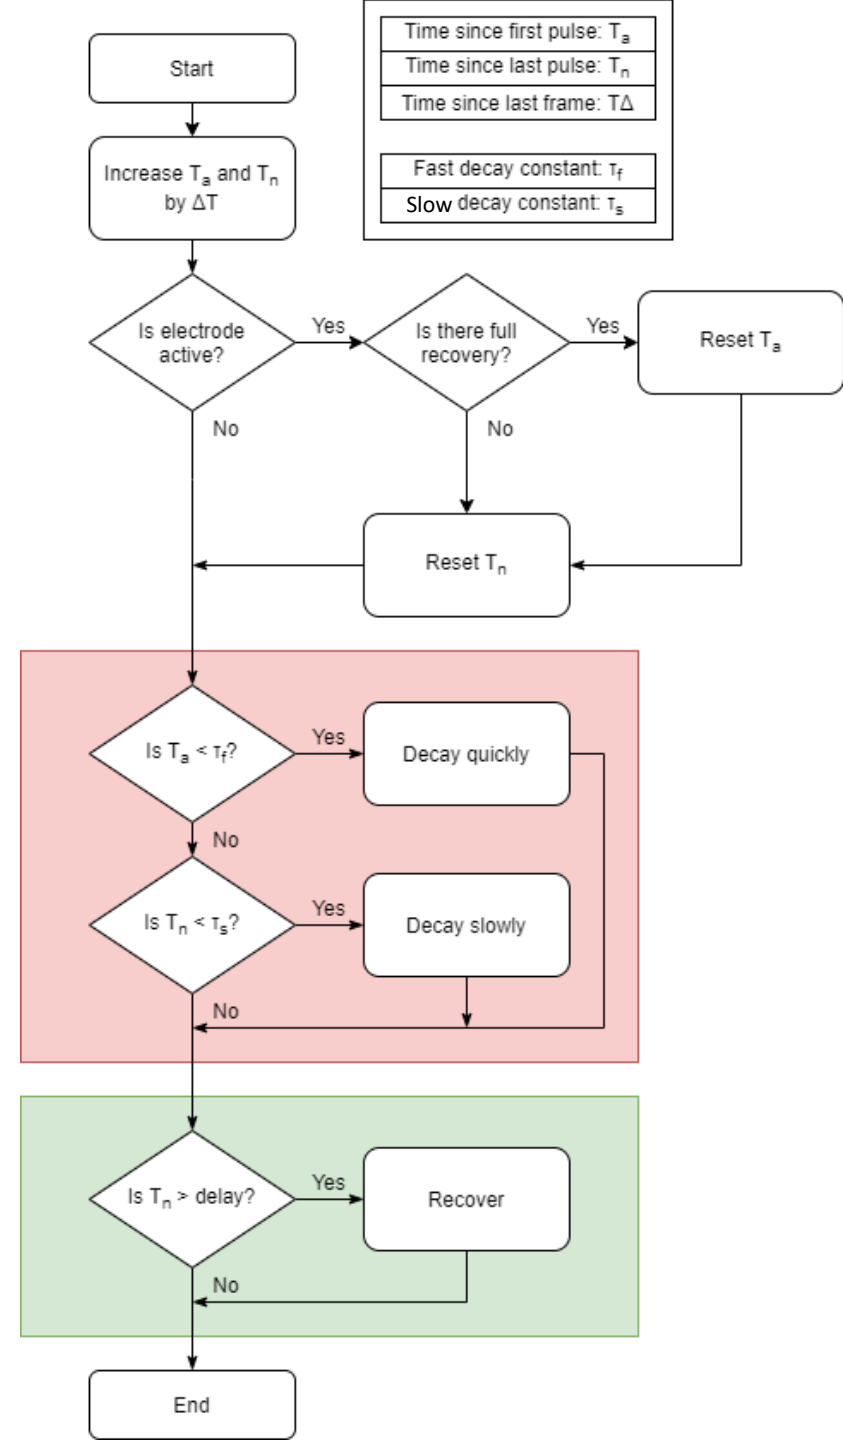 Time since first pulse: Tₐ
Time since last pulse: Tₙ
Time since last frame: TΔ
Fast decay constant: τf
Slow decay constant: τₛ
Start
Increase Tₐ and Tₙ
by ΔT
Is electrode
active?
Yes
Is there full
recovery?
Yes
Reset Tₐ
No
No
Reset Tₙ
Is Tₐ < τf?
Yes
Decay quickly
No
Is Tₙ < τₛ?
Yes
Decay slowly
No
Is Tₙ > delay?
Yes
Recover
No
End